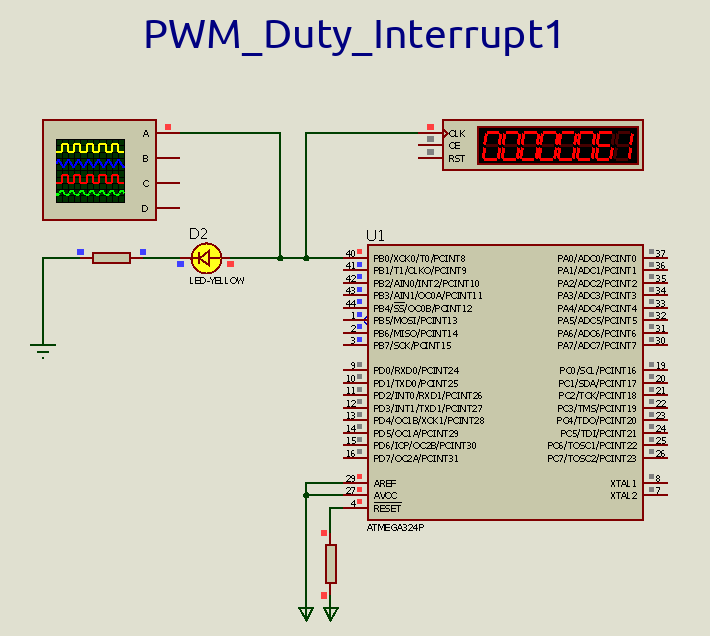 PWM_Duty_Interrupt1
A
B
C
D
CLK
CE
RST
00000061
D2
LED-YELLOW
U1
40 PB0/XCK0/T0/PCINT8 PA0/ADC0/PCINT0 37
41 PB1/T1/CLKO/PCINT9 PA1/ADC1/PCINT1 36
42 PB2/AIN0/INT2/PCINT10 PA2/ADC2/PCINT2 35
43 PB3/AIN1/OC0A/PCINT11 PA3/ADC3/PCINT3 34
44 PB4/SS/OC0B/PCINT12 PA4/ADC4/PCINT4 33
1 PB5/MOSI/PCINT13 PA5/ADC5/PCINT5 32
2 PB6/MISO/PCINT14 PA6/ADC6/PCINT6 31
3 PB7/SCK/PCINT15 PA7/ADC7/PCINT7 30
9 PD0/RXD0/PCINT24 PC0/SCL/PCINT16 19
10 PD1/TXD0/PCINT25 PC1/SDA/PCINT17 20
11 PD2/INT0/RXD1/PCINT26 PC2/TCK/PCINT18 21
12 PD3/INT1/TXD1/PCINT27 PC3/TMS/PCINT19 22
13 PD4/OC1B/XCK1/PCINT28 PC4/TDO/PCINT20 23
14 PD5/OC1A/PCINT29 PC5/TDI/PCINT21 24
15 PD6/ICP/OC2B/PCINT30 PC6/TOSC1/PCINT22 25
16 PD7/OC2A/PCINT31 PC7/TOSC2/PCINT23 26
29 AREF XTAL1 8
27 AVCC XTAL2 7
4 RESET
ATMEGA324P